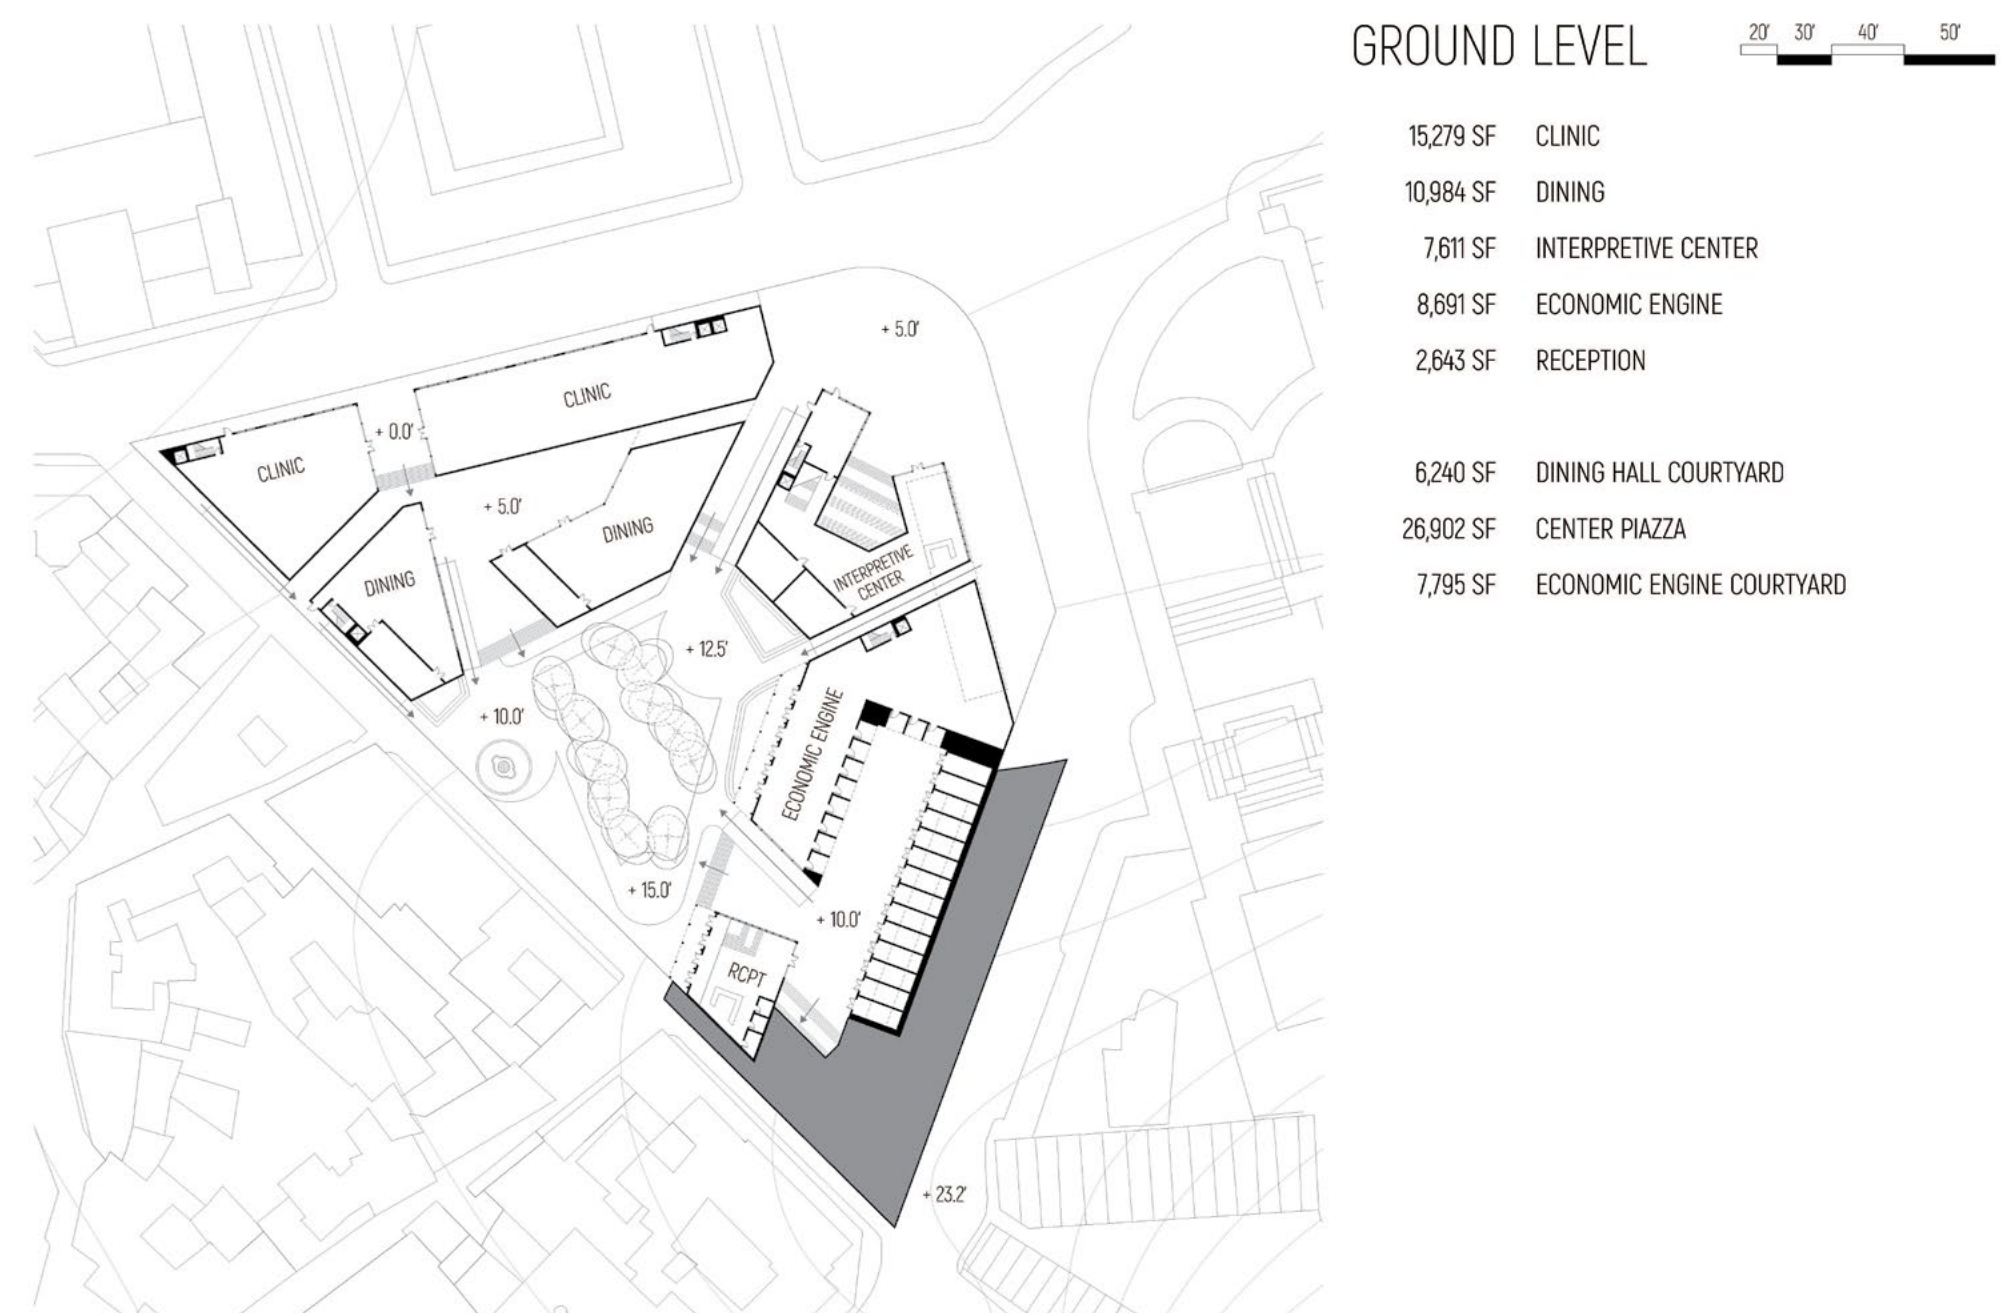 GROUND LEVEL
20' 30' 40' 50'
15,279 SF CLINIC
10,984 SF DINING
7,611 SF INTERPRETIVE CENTER
8,691 SF ECONOMIC ENGINE
2,643 SF RECEPTION
6,240 SF DINING HALL COURTYARD
26,902 SF CENTER PIAZZA
7,795 SF ECONOMIC ENGINE COURTYARD
+ 5.0'
CLINIC
+ 0.0'
CLINIC
+ 5.0'
DINING
DINING
INTERPRETIVE
CENTER
+ 12.5'
+ 10.0'
ECONOMIC ENGINE
+ 15.0'
+ 10.0'
RCPT
+ 23.2'